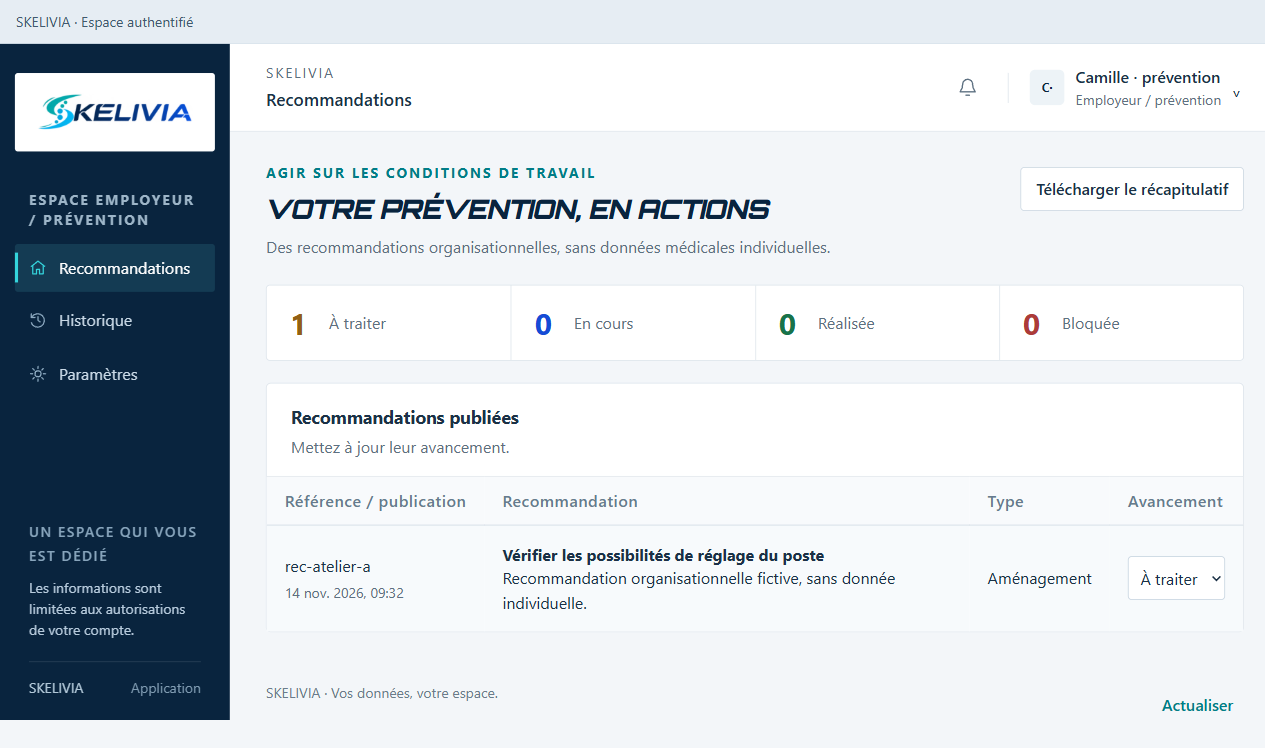 SKELIVIA · Espace authentifié
SKELIVIA
ESPACE EMPLOYEUR
/ PRÉVENTION
Recommandations
Historique
Paramètres
UN ESPACE QUI VOUS
EST DÉDIÉ
Les informations sont
limitées aux autorisations
de votre compte.
SKELIVIA Application
SKELIVIA
Recommandations
C·
Camille · prévention
Employeur / prévention
v
AGIR SUR LES CONDITIONS DE TRAVAIL
VOTRE PRÉVENTION, EN ACTIONS
Des recommandations organisationnelles, sans données médicales individuelles.
Télécharger le récapitulatif
1 À traiter
0 En cours
0 Réalisée
0 Bloquée
Recommandations publiées
Mettez à jour leur avancement.
Référence / publication Recommandation Type Avancement
rec-atelier-a
14 nov. 2026, 09:32
Vérifier les possibilités de réglage du poste
Recommandation organisationnelle fictive, sans donnée
individuelle.
Aménagement
À traiter
SKELIVIA · Vos données, votre espace.
Actualiser